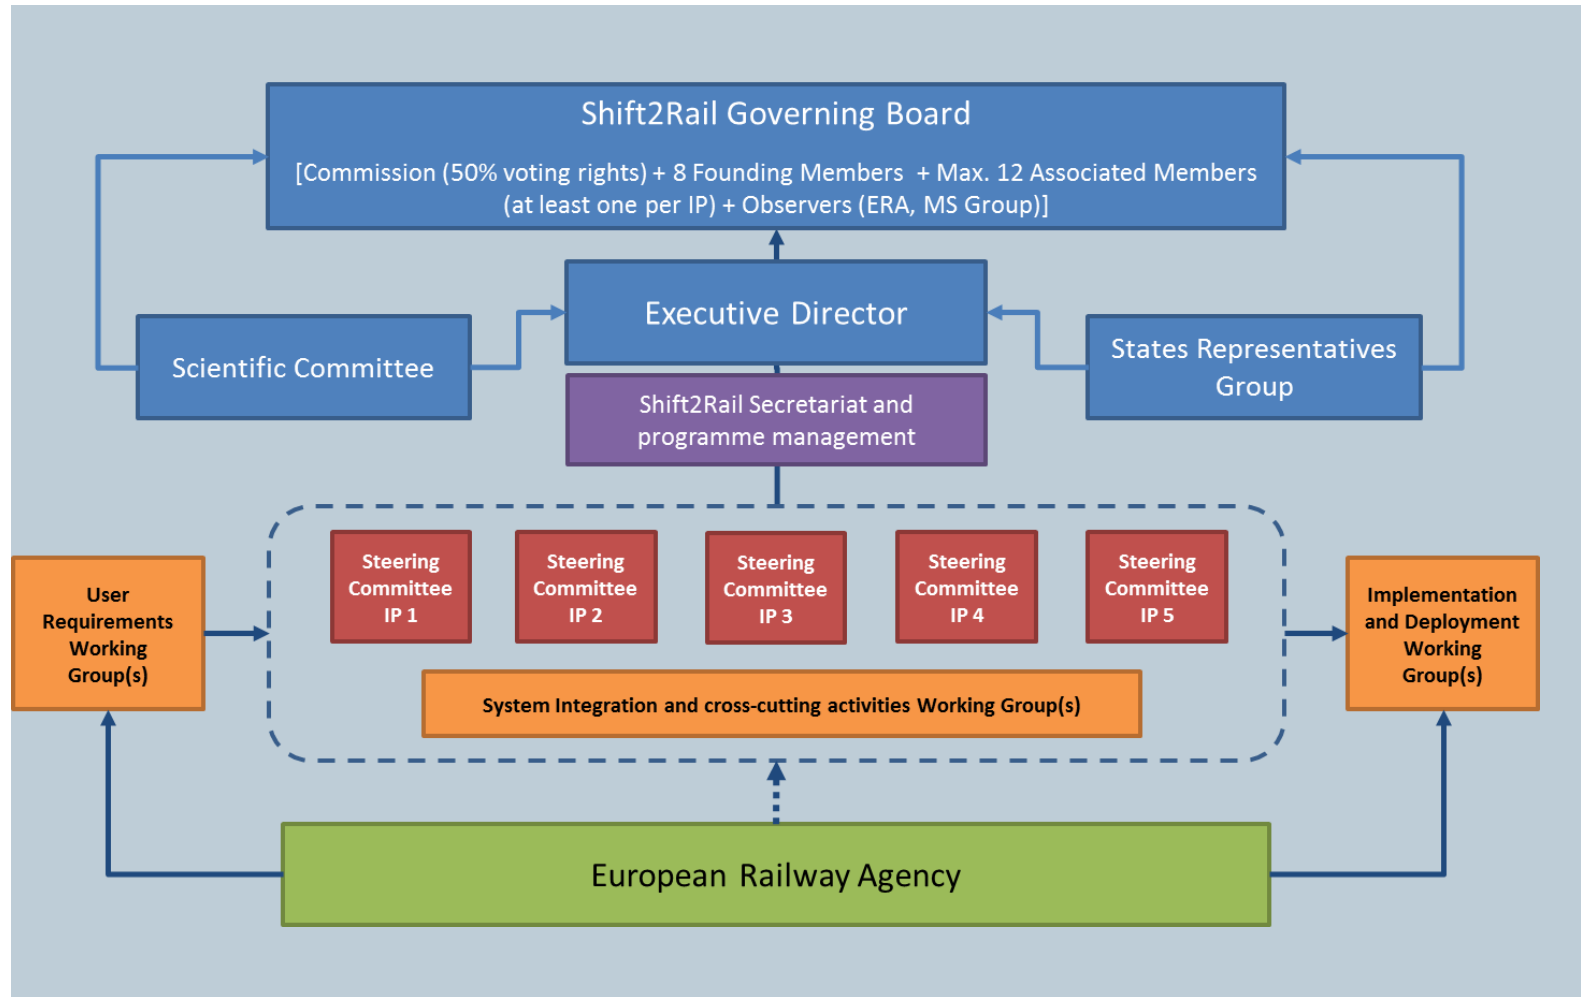 Shift2Rail Governing Board
[Commission (50% voting rights) + 8 Founding Members + Max. 12 Associated Members
(at least one per IP) + Observers (ERA, MS Group)]
Executive Director
Scientific Committee
States Representatives
Group
Shift2Rail Secretariat and
programme management
Steering
Committee
IP 1
Steering
Committee
IP 2
Steering
Committee
IP 3
Steering
Committee
IP 4
Steering
Committee
IP 5
User
Requirements
Working
Group(s)
Implementation
and Deployment
Working
Group(s)
System Integration and cross-cutting activities Working Group(s)
European Railway Agency